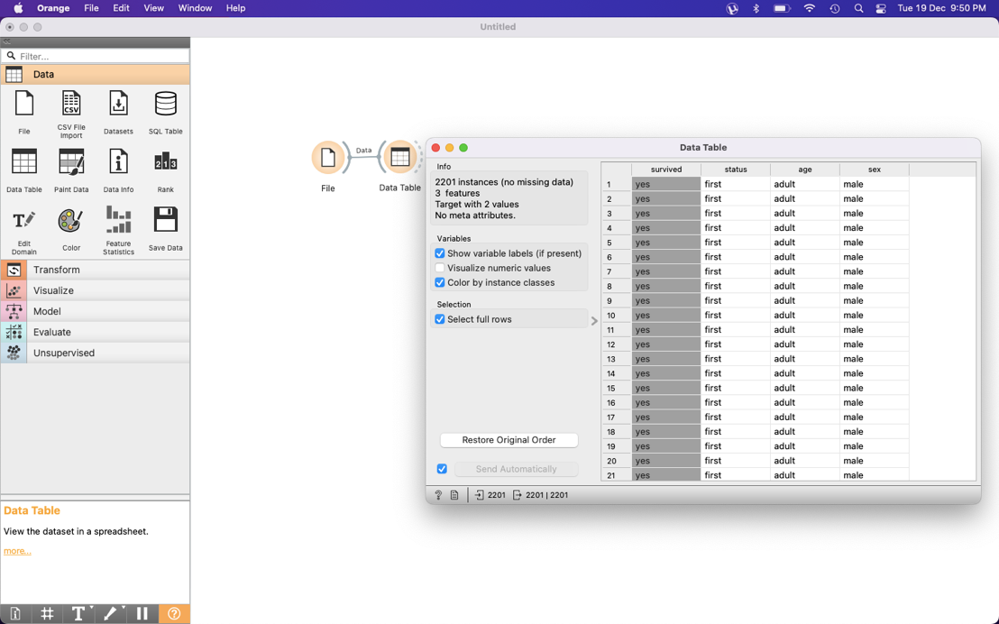 Orange File Edit View Window Help Tue 19 Dec 9:50 PM
Untitled
Filter...
Data
File
CSV File Import
Datasets
SQL Table
Data Table
Paint Data
Data Info
Rank
Edit Domain
Color
Feature Statistics
Save Data
Transform
Visualize
Model
Evaluate
Unsupervised
Data Table
View the dataset in a spreadsheet.
more...
Data
File
Data Table
Data Table
Info
2201 instances (no missing data)
3 features
Target with 2 values
No meta attributes.
Variables
Show variable labels (if present)
Visualize numeric values
Color by instance classes
Selection
Select full rows
Restore Original Order
Send Automatically
2201 2201 | 2201
survived status age sex
1 yes first adult male
2 yes first adult male
3 yes first adult male
4 yes first adult male
5 yes first adult male
6 yes first adult male
7 yes first adult male
8 yes first adult male
9 yes first adult male
10 yes first adult male
11 yes first adult male
12 yes first adult male
13 yes first adult male
14 yes first adult male
15 yes first adult male
16 yes first adult male
17 yes first adult male
18 yes first adult male
19 yes first adult male
20 yes first adult male
21 yes first adult male